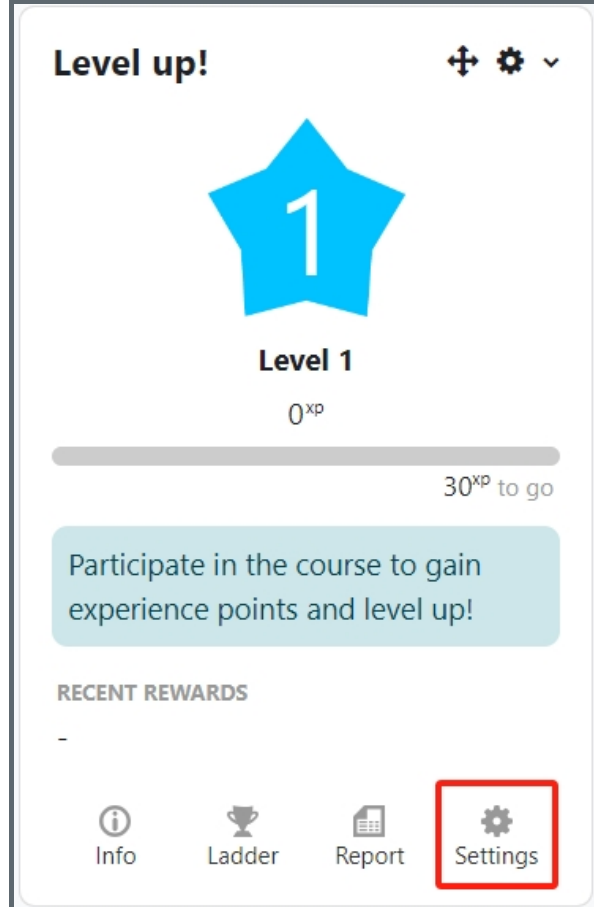 Level up!
1
Level 1
0xp
30xp to go
Participate in the course to gain
experience points and level up!
RECENT REWARDS
-
Info Ladder Report Settings